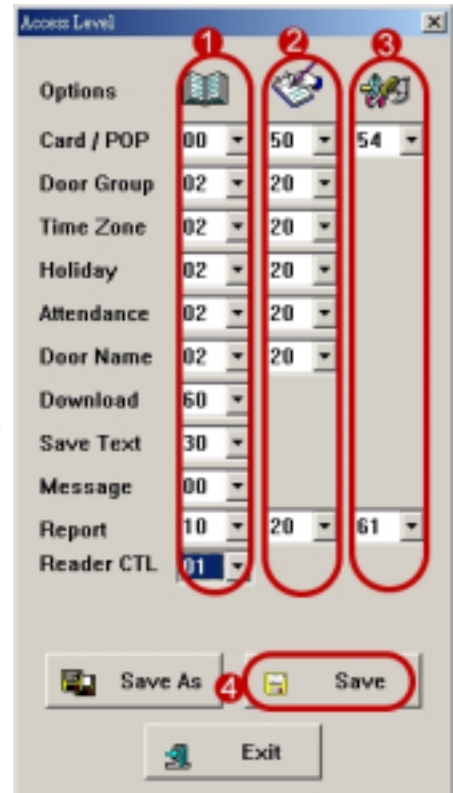 Access Level
1 2 3
Options
Card / POP 00 50 54
Door Group 02 20
Time Zone 02 20
Holiday 02 20
Attendance 02 20
Door Name 02 20
Download 60
Save Text 30
Message 00
Report 10 20 61
Reader CTL 01
Save As 4 Save
Exit